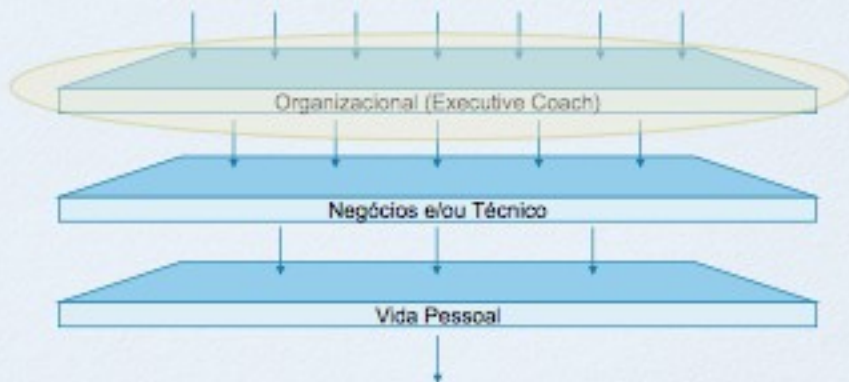 Organizacional (Executive Coach)
Negócios e/ou Técnico
Vida Pessoal